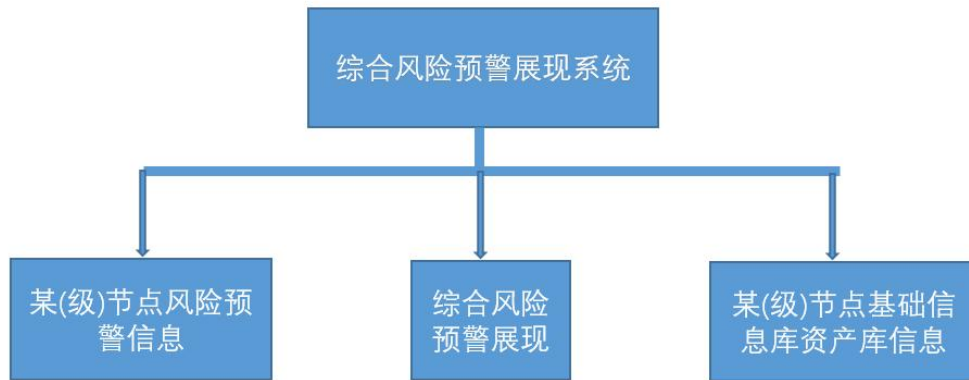 综合风险预警展现系统
某(级)节点风险预
警信息
综合风险
预警展现
某(级)节点基础信
息库资产库信息